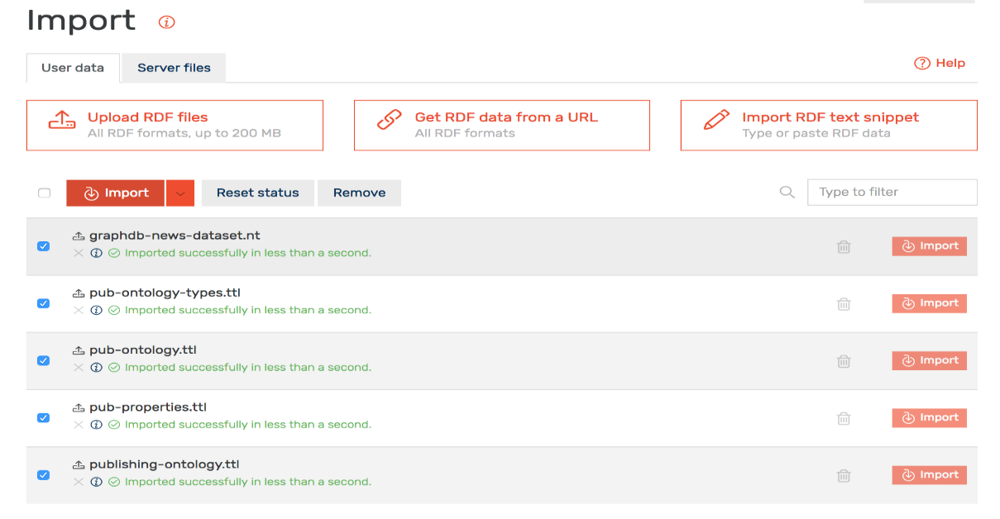 Import
User data
Server files
Help
Upload RDF files
All RDF formats, up to 200 MB
Get RDF data from a URL
All RDF formats
Import RDF text snippet
Type or paste RDF data
Import
Reset status
Remove
Type to filter
graphdb-news-dataset.nt
Imported successfully in less than a second.
Import
pub-ontology-types.ttl
Imported successfully in less than a second.
Import
pub-ontology.ttl
Imported successfully in less than a second.
Import
pub-properties.ttl
Imported successfully in less than a second.
Import
publishing-ontology.ttl
Imported successfully in less than a second.
Import